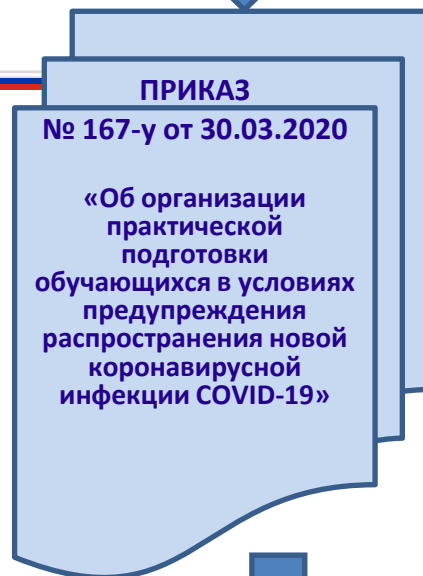 ПРИКАЗ
№ 167-у от 30.03.2020
«Об организации
практической
подготовки
обучающихся в условиях
предупреждения
распространения новой
коронавирусной
инфекции COVID-19»